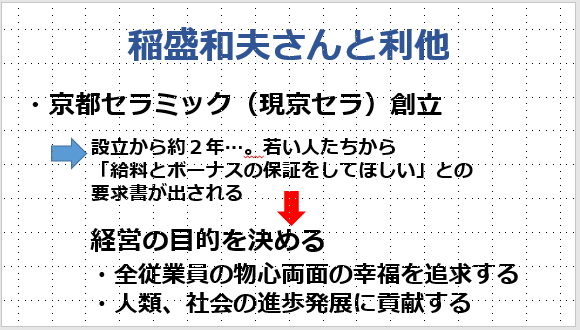 稲盛和夫さんと利他
・京都セラミック（現京セラ）創立
設立から約２年…。若い人たちから
「給料とボーナスの保証をしてほしい」との
要求書が出される
経営の目的を決める
・全従業員の物心両面の幸福を追求する
・人類、社会の進歩発展に貢献する